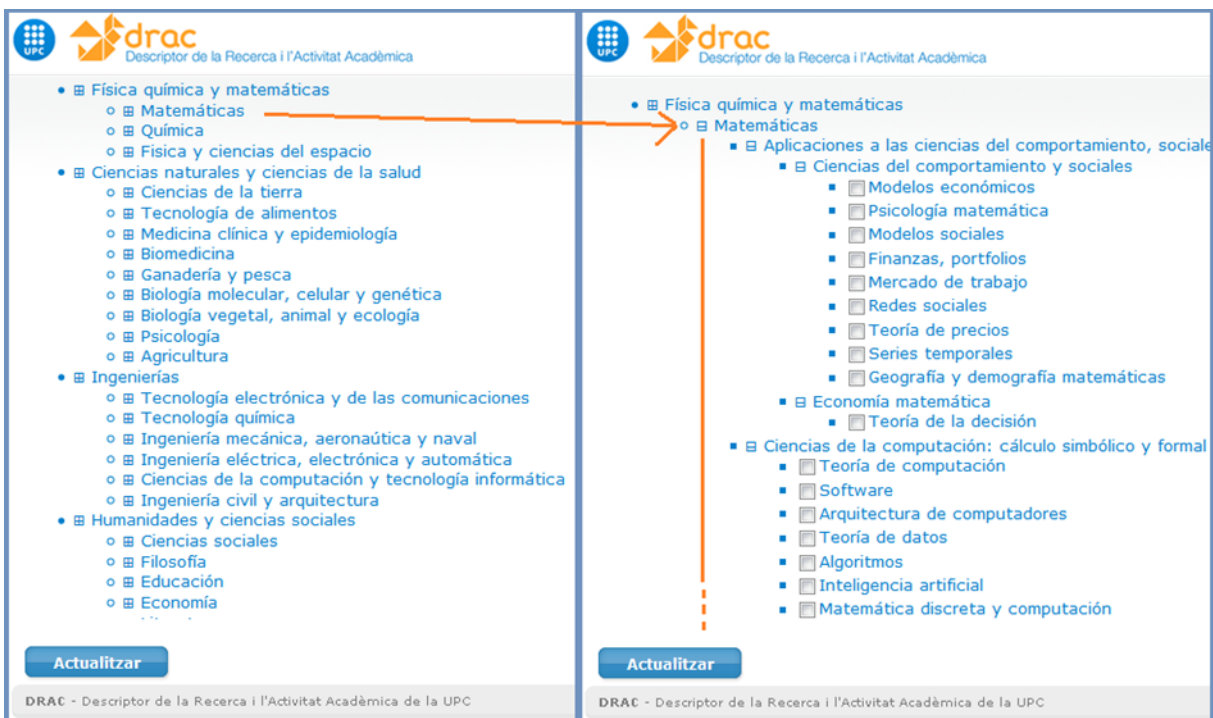 UPC
drac
Descriptor de la Recerca i l'Activitat Acadèmica
Física química y matemáticas
Matemáticas
Química
Fisica y ciencias del espacio
Ciencias naturales y ciencias de la salud
Ciencias de la tierra
Tecnología de alimentos
Medicina clínica y epidemiología
Biomedicina
Ganadería y pesca
Biología molecular, celular y genética
Biología vegetal, animal y ecología
Psicología
Agricultura
Ingenierías
Tecnología electrónica y de las comunicaciones
Tecnología química
Ingeniería mecánica, aeronaútica y naval
Ingeniería eléctrica, electrónica y automática
Ciencias de la computación y tecnología informática
Ingeniería civil y arquitectura
Humanidades y ciencias sociales
Ciencias sociales
Filosofía
Educación
Economía
Actualitzar
DRAC - Descriptor de la Recerca i l'Activitat Acadèmica de la UPC
UPC
drac
Descriptor de la Recerca i l'Activitat Acadèmica
Física química y matemáticas
Matemáticas
Aplicaciones a las ciencias del comportamiento, sociale
Ciencias del comportamiento y sociales
Modelos económicos
Psicología matemática
Modelos sociales
Finanzas, portfolios
Mercado de trabajo
Redes sociales
Teoría de precios
Series temporales
Geografía y demografía matemáticas
Economía matemática
Teoría de la decisión
Ciencias de la computación: cálculo simbólico y formal
Teoría de computación
Software
Arquitectura de computadores
Teoría de datos
Algoritmos
Inteligencia artificial
Matemática discreta y computación
Actualitzar
DRAC - Descriptor de la Recerca i l'Activitat Acadèmica de la UPC